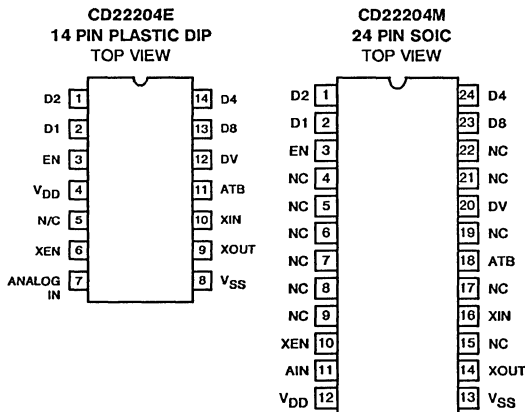 CD22204E
14 PIN PLASTIC DIP
TOP VIEW
D2 1 14 D4
D1 2 13 D8
EN 3 12 DV
VDD 4 11 ATB
N/C 5 10 XIN
XEN 6 9 XOUT
ANALOG IN 7 8 VSS
CD22204M
24 PIN SOIC
TOP VIEW
D2 1 24 D4
D1 2 23 D8
EN 3 22 NC
NC 4 21 NC
NC 5 20 DV
NC 6 19 NC
NC 7 18 ATB
NC 8 17 NC
NC 9 16 XIN
XEN 10 15 NC
AIN 11 14 XOUT
VDD 12 13 VSS